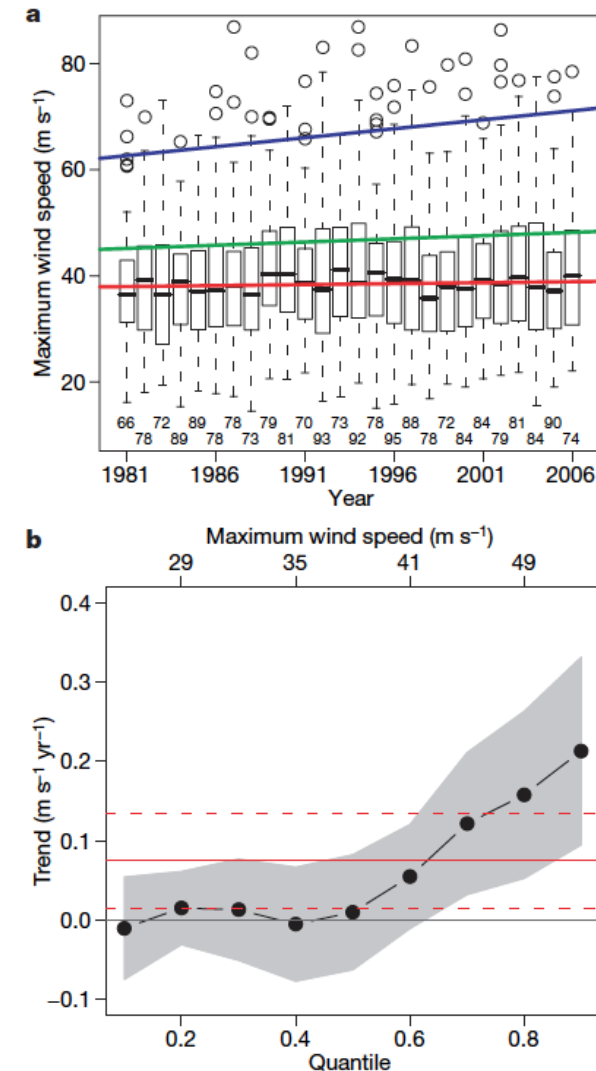 a
Maximum wind speed (m s⁻¹)
80
60
40
20
66 72 89 78 79 70 73 78 88 72 84 81 90
78 89 78 73 81 93 92 95 78 84 79 84 74
1981 1986 1991 1996 2001 2006
Year
b
Maximum wind speed (m s⁻¹)
29 35 41 49
Trend (m s⁻¹ yr⁻¹)
0.4
0.3
0.2
0.1
0.0
−0.1
0.2 0.4 0.6 0.8
Quantile